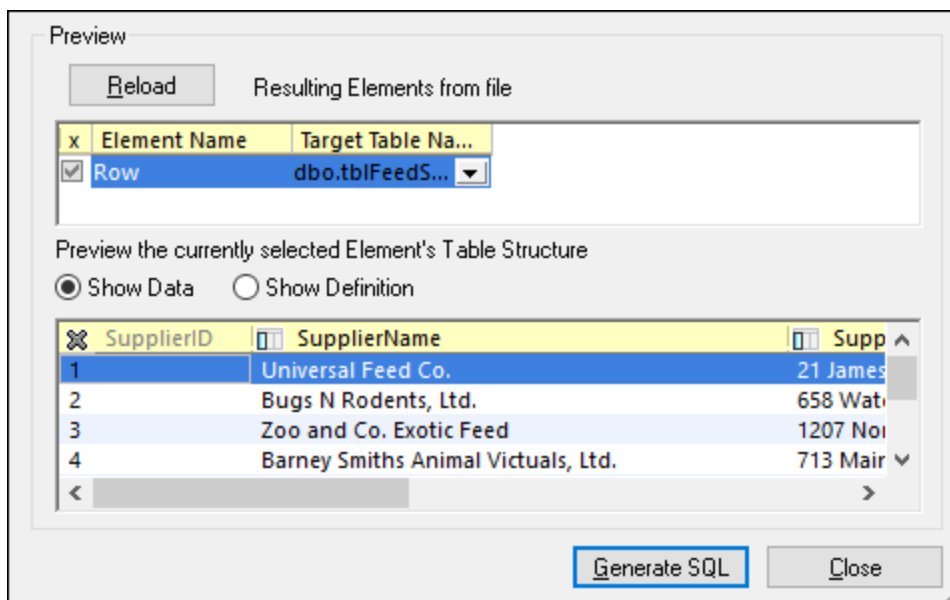 Preview
Reload Resulting Elements from file
x Element Name Target Table Na...
Row dbo.tblFeedS...
Preview the currently selected Element's Table Structure
Show Data Show Definition
SupplierID SupplierName Supp
1 Universal Feed Co. 21 James
2 Bugs N Rodents, Ltd. 658 Wat
3 Zoo and Co. Exotic Feed 1207 No
4 Barney Smiths Animal Victuals, Ltd. 713 Mair
Generate SQL Close